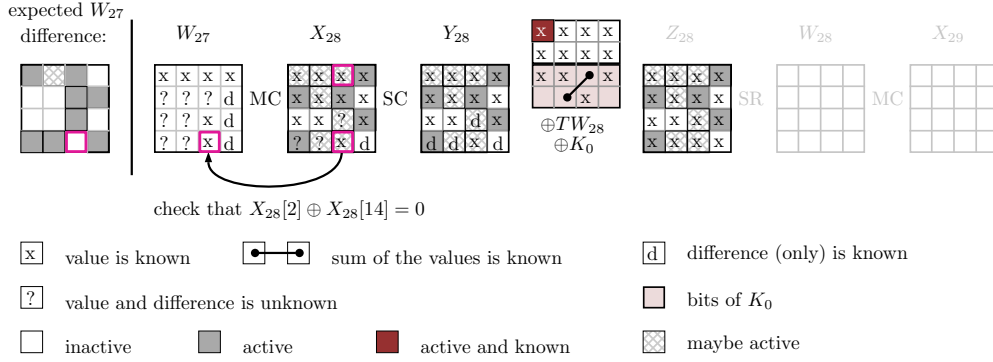 expected W₂₇
difference:
W₂₇
x x x x
? ? ? d
? ? x d
? ? x d
MC
X₂₈
x x x x
x x x x
x x ? x
? ? x d
SC
Y₂₈
x x x x
x x x x
x x d x
d d x d
x x x x
x x x x
x x x
x
⊕TW₂₈
⊕K₀
Z₂₈
x x x x
x x x x
x x x x
x x x x
SR
W₂₈
MC
X₂₉
check that X₂₈[2] ⊕ X₂₈[14] = 0
x value is known
sum of the values is known
d difference (only) is known
? value and difference is unknown
bits of K₀
inactive
active
active and known
maybe active